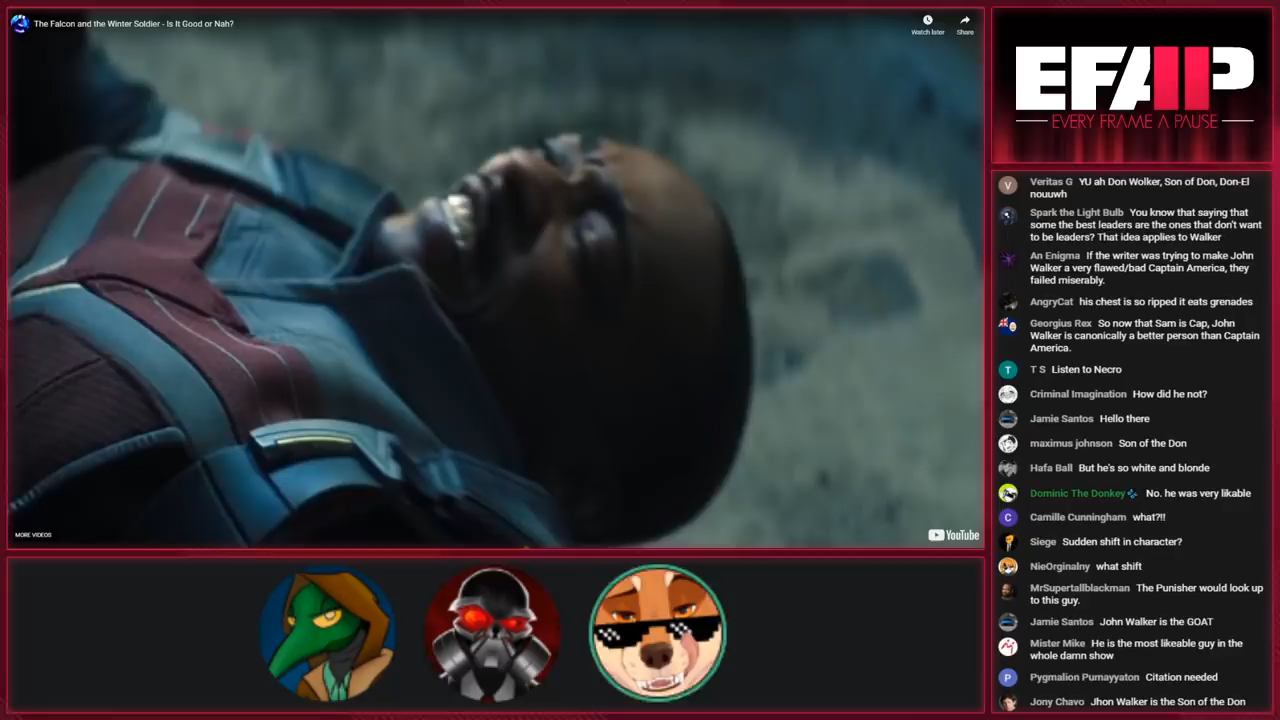 The Falcon and the Winter Soldier - Is It Good or Nah?
Watch later
Share
MORE VIDEOS
YouTube
EFAP
EVERY FRAME A PAUSE
Veritas G YU ah Don Wolker, Son of Don, Don-El
nouuwh
Spark the Light Bulb You know that saying that
some the best leaders are the ones that don't want
to be leaders? That idea applies to Walker
An Enigma If the writer was trying to make John
Walker a very flawed/bad Captain America, they
failed miserably.
AngryCat his chest is so ripped it eats grenades
Georgius Rex So now that Sam is Cap, John
Walker is canonically a better person than Captain
America.
T
T S Listen to Necro
Criminal Imagination How did he not?
Jamie Santos Hello there
maximus johnson Son of the Don
Hafa Ball But he's so white and blonde
Dominic The Donkey No. he was very likable
C
Camille Cunningham what?!!
Siege Sudden shift in character?
NieOrginalny what shift
MrSupertallblackman The Punisher would look up
to this guy.
Jamie Santos John Walker is the GOAT
Mister Mike He is the most likeable guy in the
whole damn show
P
Pygmalion Pumayyaton Citation needed
Jony Chavo Jhon Walker is the Son of the Don